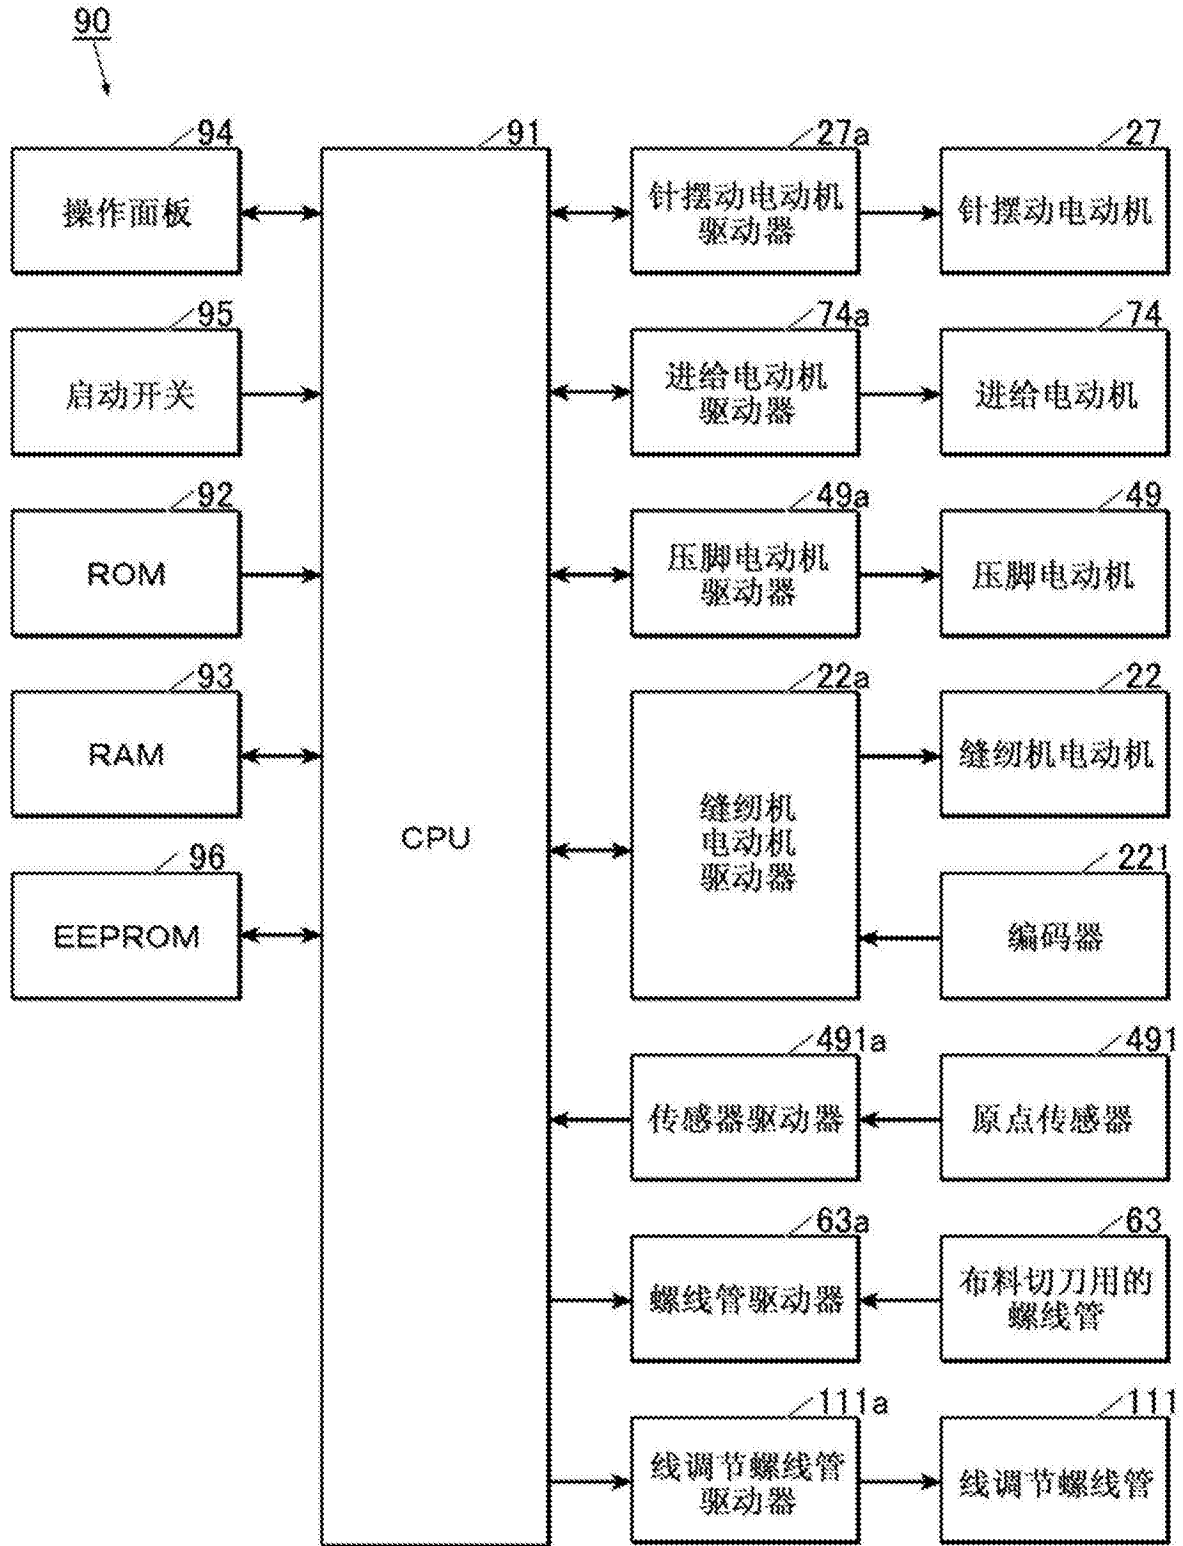 90
94
操作面板
95
启动开关
92
ROM
93
RAM
96
EEPROM
91
CPU
27a
针摆动电动机
驱动器
27
针摆动电动机
74a
进给电动机
驱动器
74
进给电动机
49a
压脚电动机
驱动器
49
压脚电动机
22a
缝纫机
电动机
驱动器
22
缝纫机电动机
221
编码器
491a
传感器驱动器
491
原点传感器
63a
螺线管驱动器
63
布料切刀用的
螺线管
111a
线调节螺线管
驱动器
111
线调节螺线管